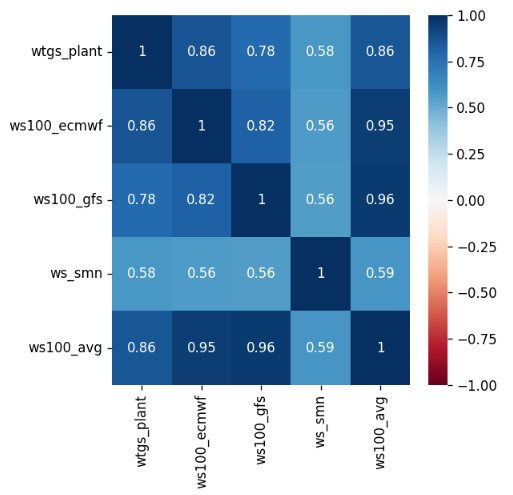 wtgs_plant 1 0.86 0.78 0.58 0.86
ws100_ecmwf 0.86 1 0.82 0.56 0.95
ws100_gfs 0.78 0.82 1 0.56 0.96
ws_smn 0.58 0.56 0.56 1 0.59
ws100_avg 0.86 0.95 0.96 0.59 1
wtgs_plant
ws100_ecmwf
ws100_gfs
ws_smn
ws100_avg
1.00
0.75
0.50
0.25
0.00
−0.25
−0.50
−0.75
−1.00